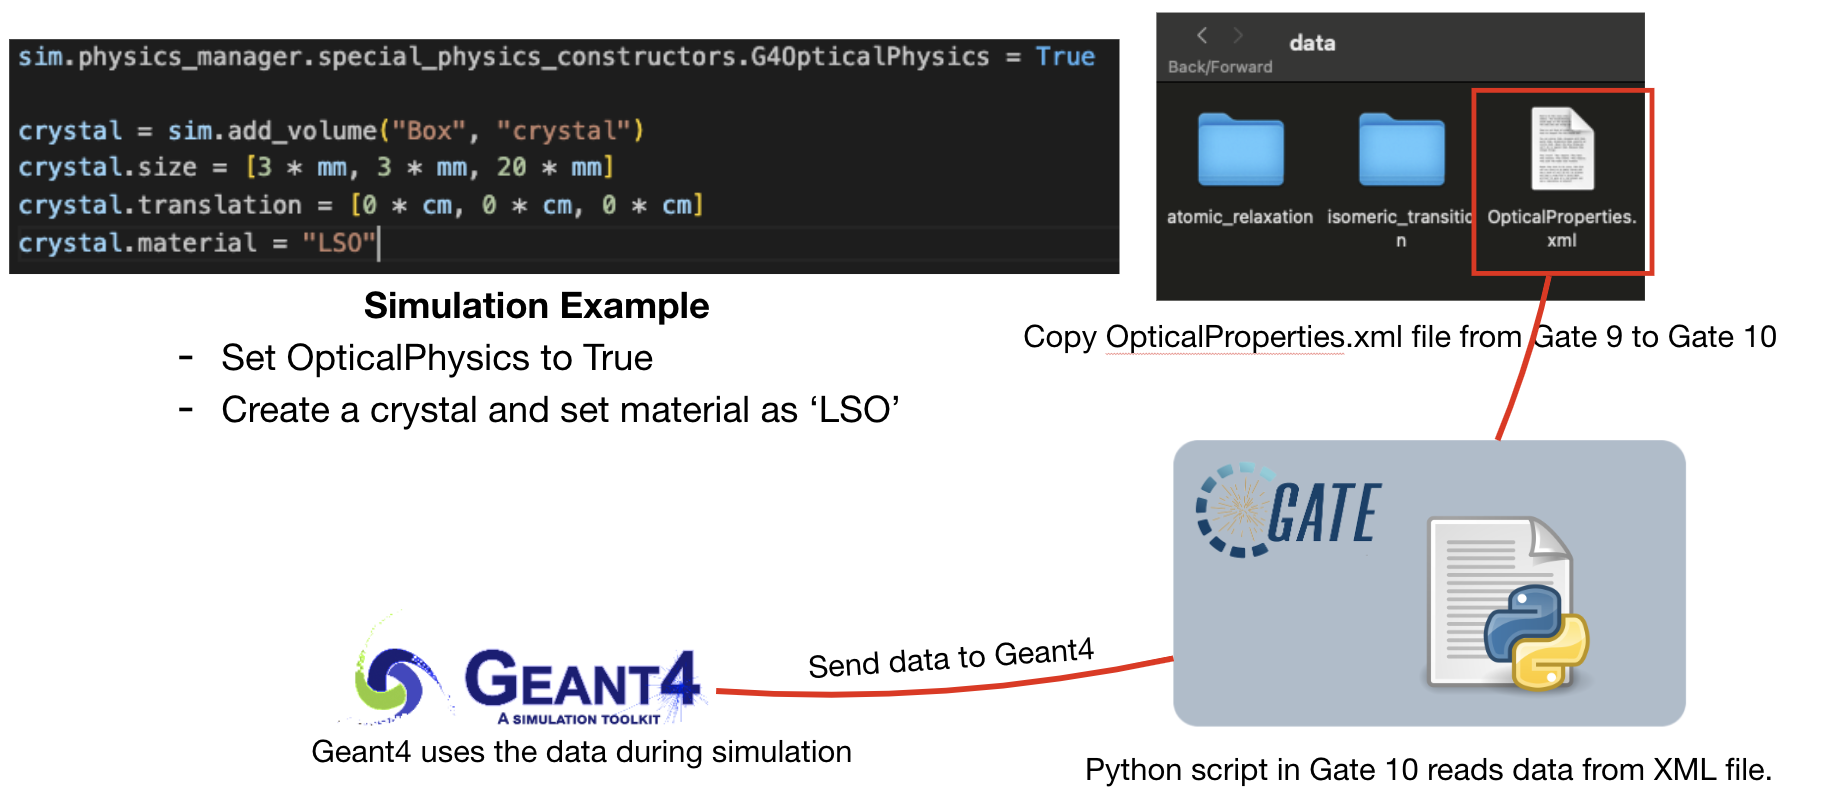 sim.physics_manager.special_physics_constructors.G4OpticalPhysics = True
crystal = sim.add_volume("Box", "crystal")
crystal.size = [3 * mm, 3 * mm, 20 * mm]
crystal.translation = [0 * cm, 0 * cm, 0 * cm]
crystal.material = "LSO"
Simulation Example
- Set OpticalPhysics to True
- Create a crystal and set material as ‘LSO’
data
Back/Forward
atomic_relaxation
isomeric_transitio
n
OpticalProperties.
xml
Copy OpticalProperties.xml file from Gate 9 to Gate 10
GATE
Python script in Gate 10 reads data from XML file.
Send data to Geant4
GEANT4
A SIMULATION TOOLKIT
Geant4 uses the data during simulation